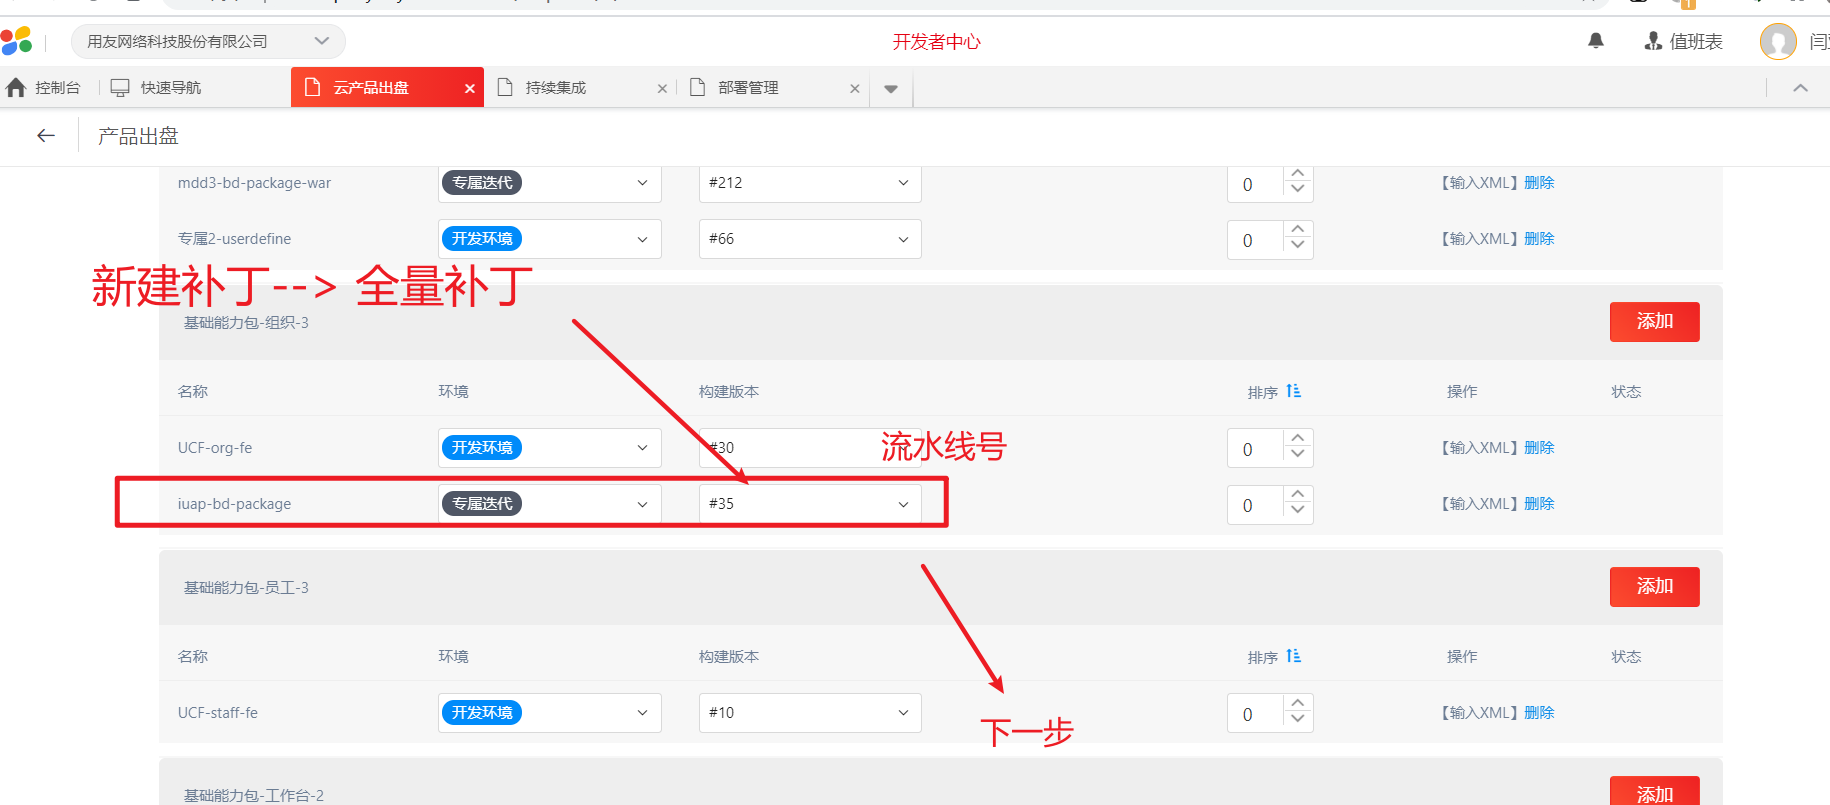 用友网络科技股份有限公司
开发者中心
值班表
控制台
快速导航
云产品出盘 ×
持续集成 ×
部署管理 ×
产品出盘
mdd3-bd-package-war 专属迭代 #212 0 【输入XML】删除
专属2-userdefine 开发环境 #66 0 【输入XML】删除
新建补丁--> 全量补丁
基础能力包-组织-3 添加
名称 环境 构建版本 排序 操作 状态
UCF-org-fe 开发环境 #30 0 【输入XML】删除
流水线号
iuap-bd-package 专属迭代 #35 0 【输入XML】删除
基础能力包-员工-3 添加
名称 环境 构建版本 排序 操作 状态
UCF-staff-fe 开发环境 #10 0 【输入XML】删除
下一步
基础能力包-工作台-2 添加